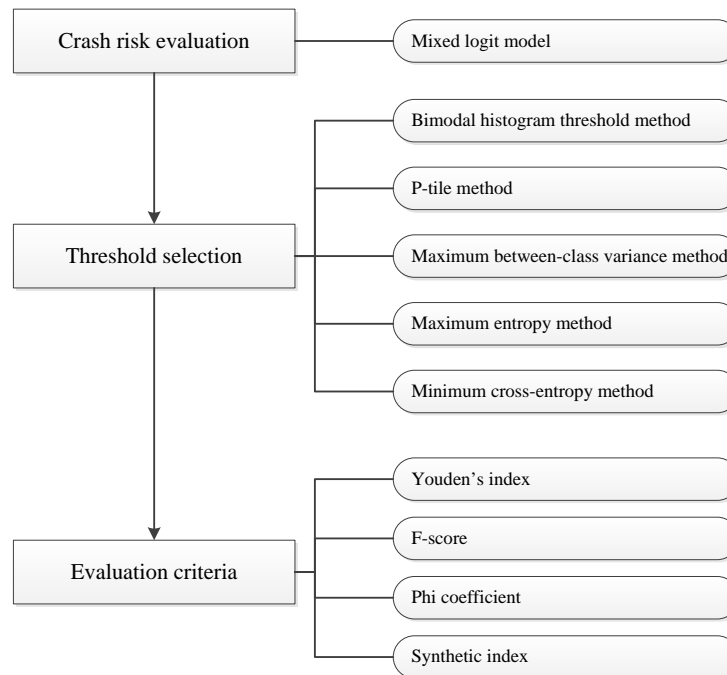 Crash risk evaluation
Mixed logit model
Bimodal histogram threshold method
P-tile method
Threshold selection
Maximum between-class variance method
Maximum entropy method
Minimum cross-entropy method
Youden’s index
F-score
Evaluation criteria
Phi coefficient
Synthetic index